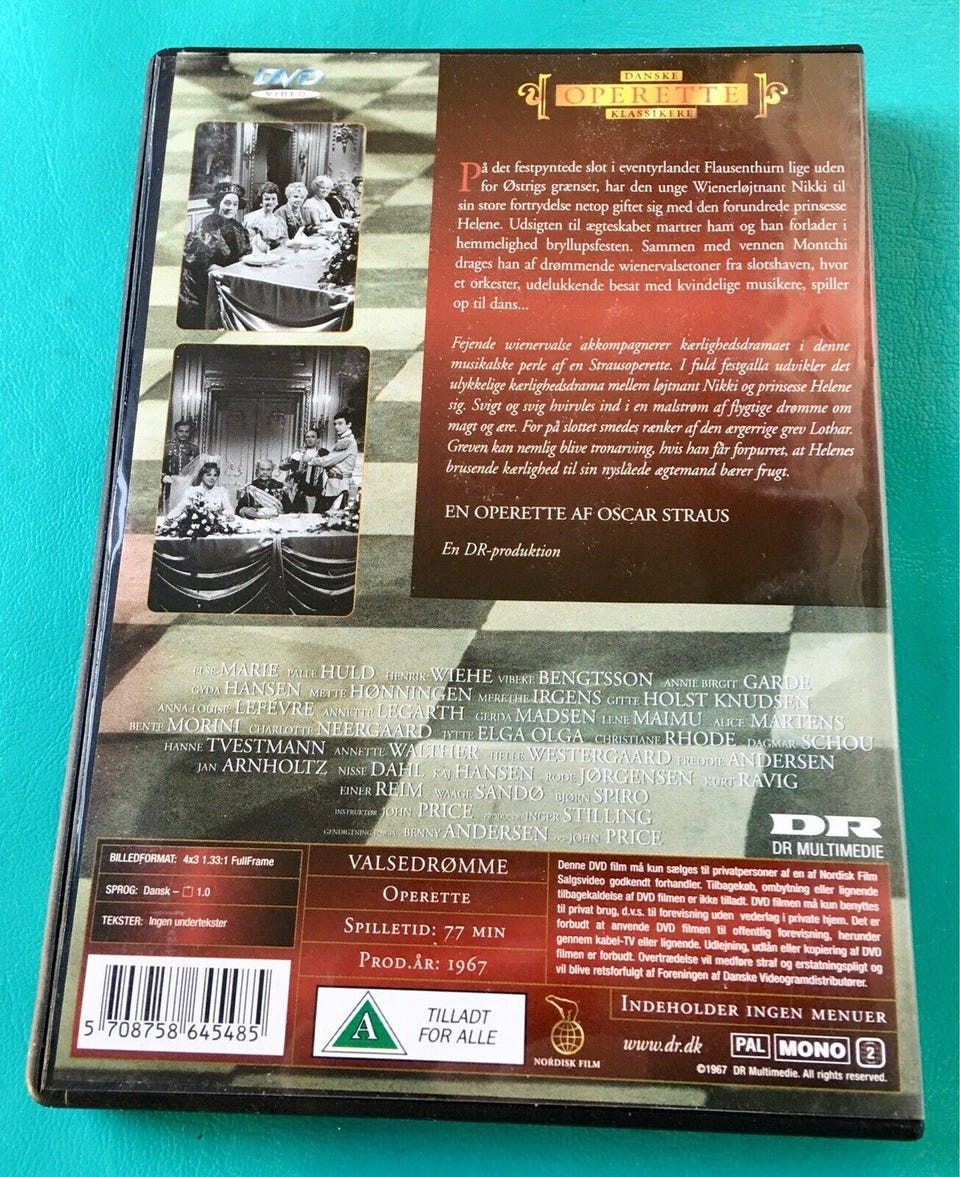 DVD
VIDEO
DANSKE
OPERETTE
KLASSIKERE
På det festpyntede slot i eventyrlandet Flausenthurn lige uden
for Østrigs grænser, har den unge Wienerløjtnant Nikki til
sin store fortrydelse netop giftet sig med den forundrede prinsesse
Helene. Udsigten til ægteskabet martrer ham og han forlader i
hemmelighed bryllupsfesten. Sammen med vennen Montchi
drages han af drømmende wienervalsetoner fra slotshaven, hvor
et orkester, udelukkende besat med kvindelige musikere, spiller
op til dans...
Fejende wienervalse akkompagnerer kærlighedsdramaet i denne
musikalske perle af en Strausoperette. I fuld festgalla udvikler det
ulykkelige kærlighedsdrama mellem løjtnant Nikki og prinsesse Helene
sig. Svigt og svig hvirvles ind i en malstrøm af flygtige drømme om
magt og ære. For på slottet smedes rænker af den ærgerrige grev Lothar.
Greven kan nemlig blive tronarving, hvis han får forpurret, at Helenes
brusende kærlighed til sin nyslåede ægtemand bærer frugt.
EN OPERETTE AF OSCAR STRAUS
En DR-produktion
ELSE-MARIE PALLE HULD HENRIK WIEHE VIBEKE BENGTSSON ANNIE BIRGIT GARDE
GYDA HANSEN METTE HØNNINGEN MERETHE IRGENS GITTE HOLST KNUDSEN
ANNA-LOUISE LEFÉVRE ANNETTE LEGARTH GERDA MADSEN LENE MAIMU ALICE MARTENS
BENTE MORINI CHARLOTTE NEERGAARD JYTTE ELGA OLGA CHRISTIANE RHODE DAGMAR SCHOU
HANNE TVESTMANN ANNETTE WALTHER HELLE WESTERGAARD FREDDIE ANDERSEN
JAN ARNHOLTZ NISSE DAHL KAJ HANSEN RODE JØRGENSEN KURT RAVIG
EINER REIM WAAGE SANDØ BJØRN SPIRO
INSTRUKTØR JOHN PRICE PRODUCER INGER STILLING
GENDIGTNING BENNY ANDERSEN JOHN PRICE
DR
DR MULTIMEDIE
BILLEDFORMAT: 4x3 1.33:1 FullFrame
SPROG: Dansk – 1.0
TEKSTER: Ingen undertekster
VALSEDRØMME
OPERETTE
SPILLETID: 77 MIN
PROD.ÅR: 1967
Denne DVD film må kun sælges til privatpersoner af en af Nordisk Film
Salgsvideo godkendt forhandler. Tilbagekøb, ombytning eller lignende
tilbagekaldelse af DVD filmen er ikke tilladt. DVD filmen må kun benyttes
til privat brug, d.v.s. til forevisning uden vederlag i private hjem. Det er
forbudt at anvende DVD filmen til offentlig forevisning, herunder
gennem kabel-TV eller lignende. Udlejning, udlån eller kopiering af DVD
filmen er forbudt. Overtrædelse vil medføre straf og erstatningspligt og
vil blive retsforfulgt af Foreningen af Danske Videogramdistributører.
5 708758 645485
A
TILLADT
FOR ALLE
NORDISK FILM
INDEHOLDER INGEN MENUER
www.dr.dk PAL MONO 2
©1967 DR Multimedie. All rights reserved.